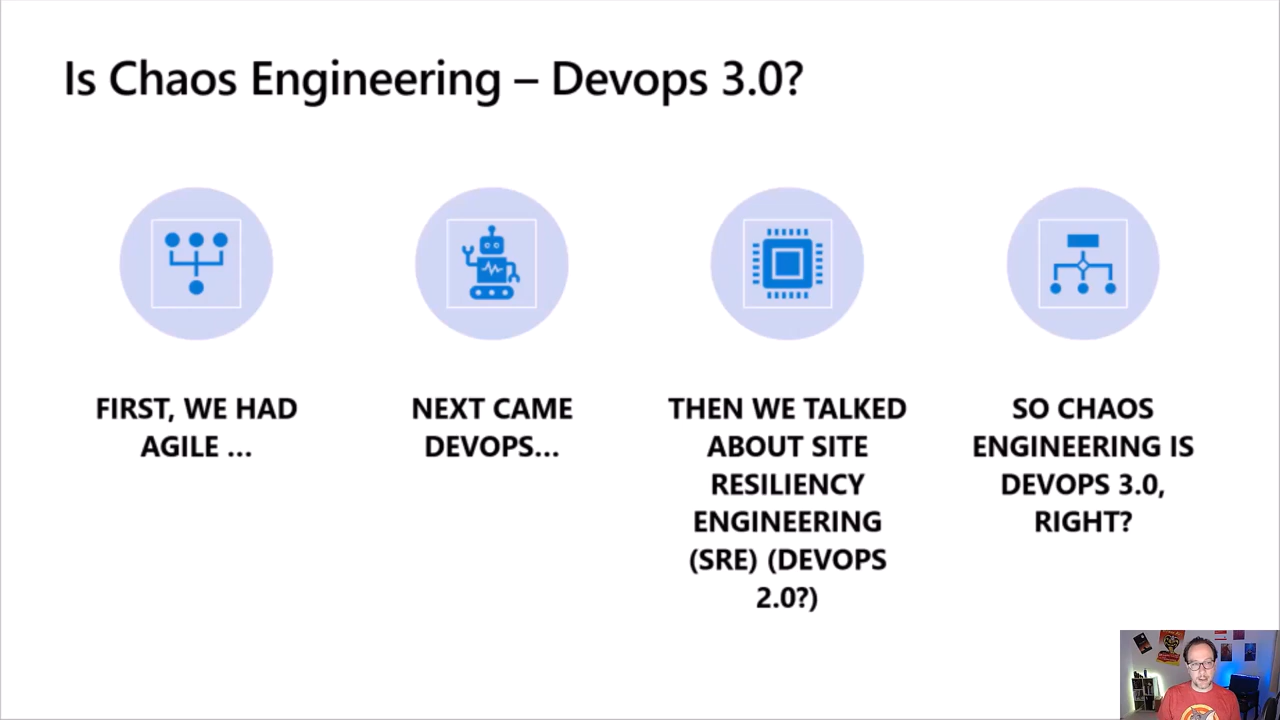 Is Chaos Engineering – Devops 3.0?
FIRST, WE HAD
AGILE …
NEXT CAME
DEVOPS…
THEN WE TALKED
ABOUT SITE
RESILIENCY
ENGINEERING
(SRE) (DEVOPS
2.0?)
SO CHAOS
ENGINEERING IS
DEVOPS 3.0,
RIGHT?